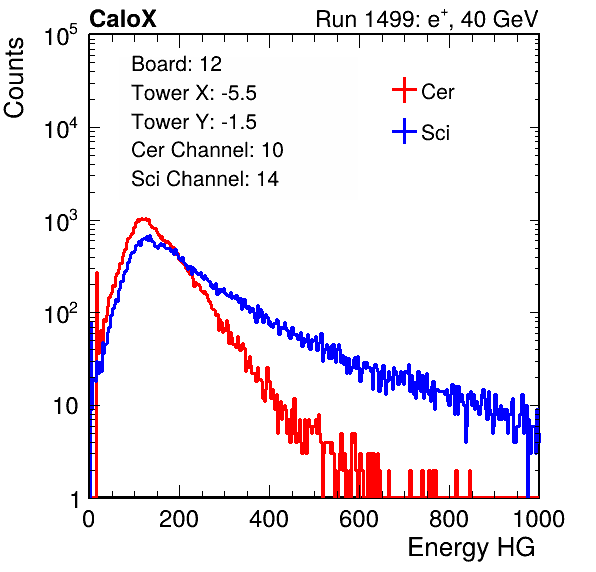 CaloX Run 1499: e⁺, 40 GeV
Counts
Board: 12
Tower X: -5.5
Tower Y: -1.5
Cer Channel: 10
Sci Channel: 14
Cer
Sci
10⁵
10⁴
10³
10²
10
1
0 200 400 600 800 1000
Energy HG